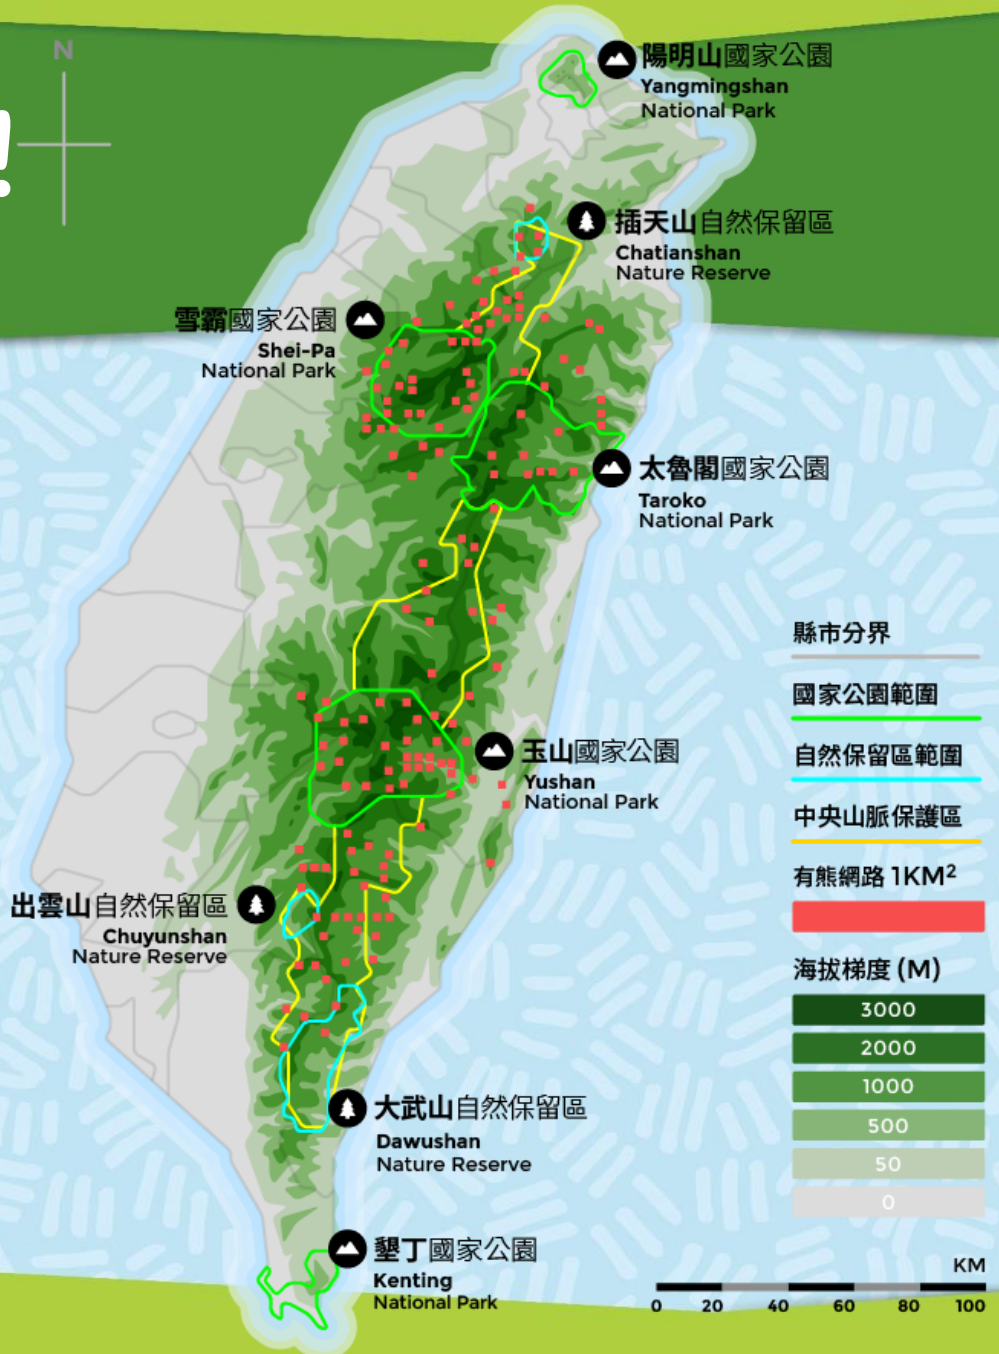 !
N
陽明山國家公園
Yangmingshan
National Park
插天山自然保留區
Chatianshan
Nature Reserve
雪霸國家公園
Shei-Pa
National Park
太魯閣國家公園
Taroko
National Park
玉山國家公園
Yushan
National Park
出雲山自然保留區
Chuyunshan
Nature Reserve
大武山自然保留區
Dawushan
Nature Reserve
墾丁國家公園
Kenting
National Park
縣市分界
國家公園範圍
自然保留區範圍
中央山脈保護區
有熊網路 1KM²
海拔梯度 (M)
3000
2000
1000
500
50
0
KM
0 20 40 60 80 100